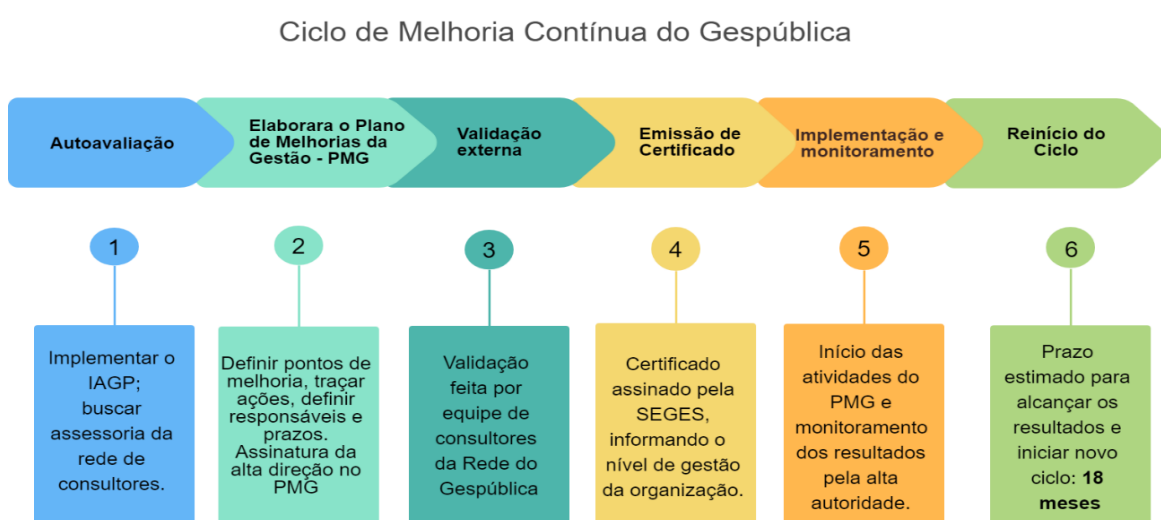 Ciclo de Melhoria Contínua do Gespública
Autoavaliação
Elaborara o Plano
de Melhorias da
Gestão - PMG
Validação
externa
Emissão de
Certificado
Implementação e
monitoramento
Reinício do
Ciclo
1
2
3
4
5
6
Implementar o
IAGP;
buscar
assessoria da
rede de
consultores.
Definir pontos de
melhoria, traçar
ações, definir
responsáveis e
prazos.
Assinatura da
alta direção no
PMG
Validação
feita por
equipe de
consultores
da Rede do
Gespública
Certificado
assinado pela
SEGES,
informando o
nível de gestão
da organização.
Início das
atividades do
PMG e
monitoramento
dos resultados
pela alta
autoridade.
Prazo
estimado para
alcançar os
resultados e
iniciar novo
ciclo: 18
meses